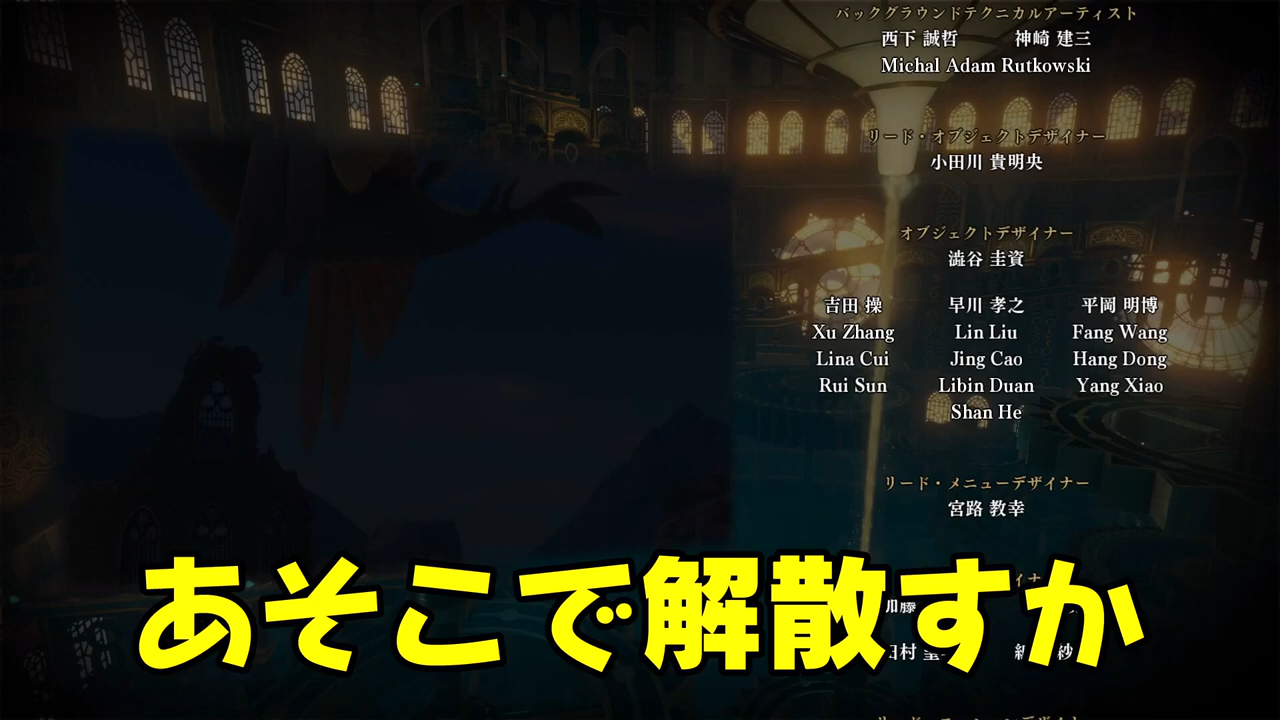 バックグラウンドテクニカルアーティスト
西下 誠哲 神崎 建三
Michal Adam Rutkowski
リード・オブジェクトデザイナー
小田川 貴明央
オブジェクトデザイナー
澁谷 圭資
吉田 操 早川 孝之 平岡 明博
Xu Zhang Lin Liu Fang Wang
Lina Cui Jing Cao Hang Dong
Rui Sun Libin Duan Yang Xiao
Shan He
リード・メニューデザイナー
宮路 教幸
加藤
あそこで解散すか